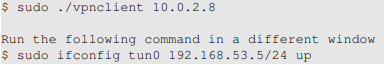 $ sudo ./vpnclient 10.0.2.8
Run the following command in a different window
$ sudo ifconfig tun0 192.168.53.5/24 up